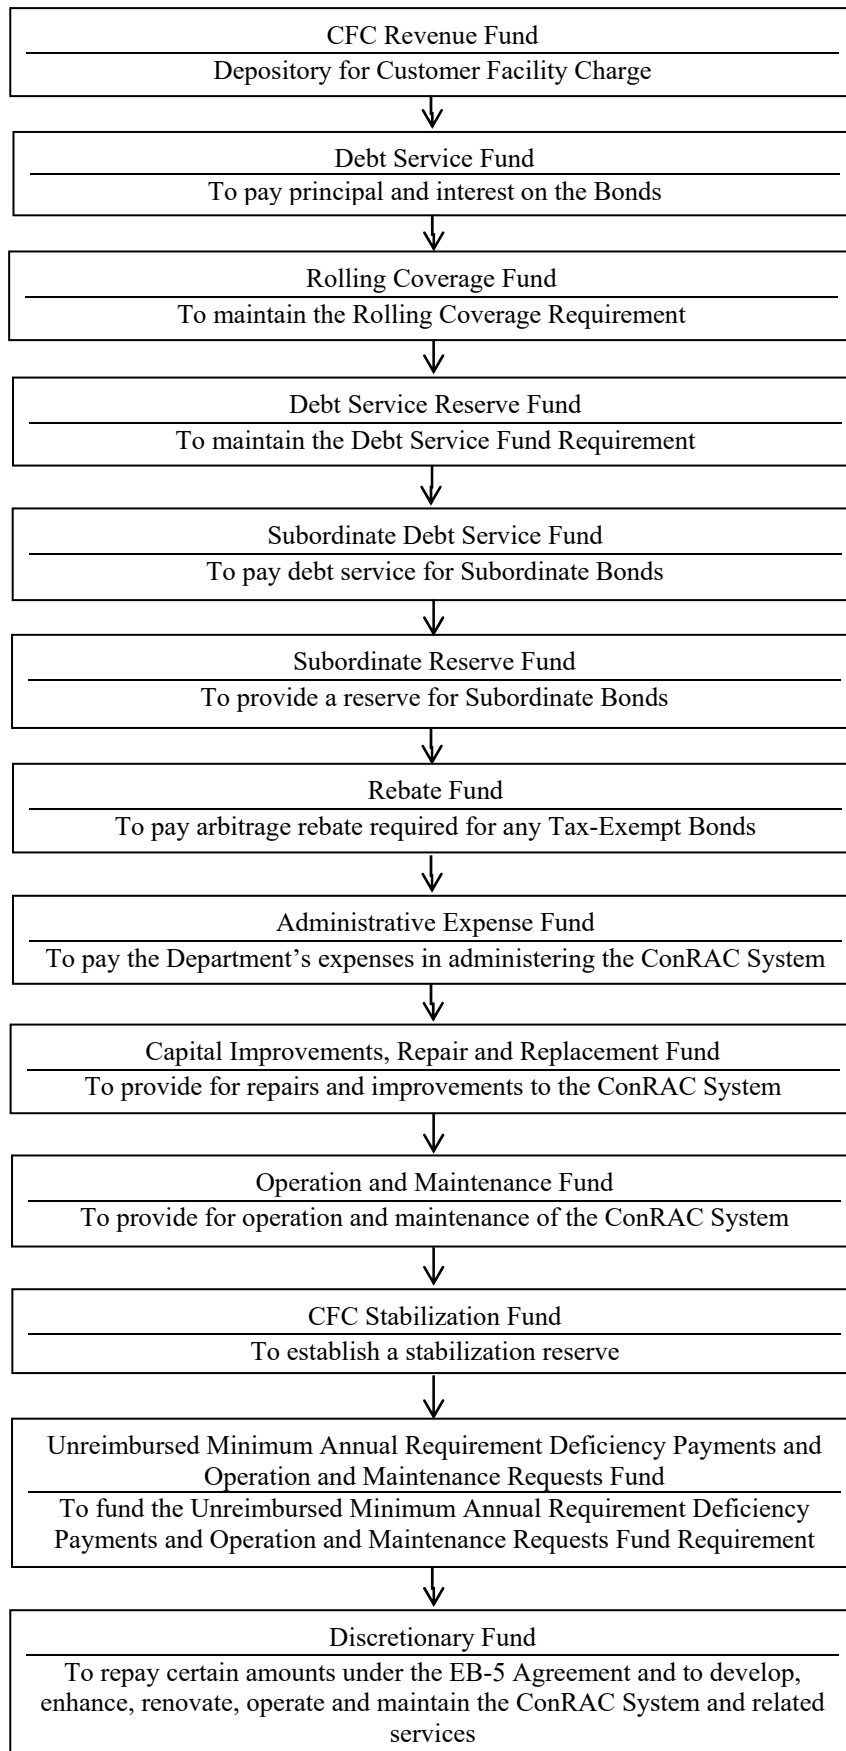 CFC Revenue Fund
Depository for Customer Facility Charge
Debt Service Fund
To pay principal and interest on the Bonds
Rolling Coverage Fund
To maintain the Rolling Coverage Requirement
Debt Service Reserve Fund
To maintain the Debt Service Fund Requirement
Subordinate Debt Service Fund
To pay debt service for Subordinate Bonds
Subordinate Reserve Fund
To provide a reserve for Subordinate Bonds
Rebate Fund
To pay arbitrage rebate required for any Tax-Exempt Bonds
Administrative Expense Fund
To pay the Department’s expenses in administering the ConRAC System
Capital Improvements, Repair and Replacement Fund
To provide for repairs and improvements to the ConRAC System
Operation and Maintenance Fund
To provide for operation and maintenance of the ConRAC System
CFC Stabilization Fund
To establish a stabilization reserve
Unreimbursed Minimum Annual Requirement Deficiency Payments and
Operation and Maintenance Requests Fund
To fund the Unreimbursed Minimum Annual Requirement Deficiency
Payments and Operation and Maintenance Requests Fund Requirement
Discretionary Fund
To repay certain amounts under the EB-5 Agreement and to develop,
enhance, renovate, operate and maintain the ConRAC System and related
services